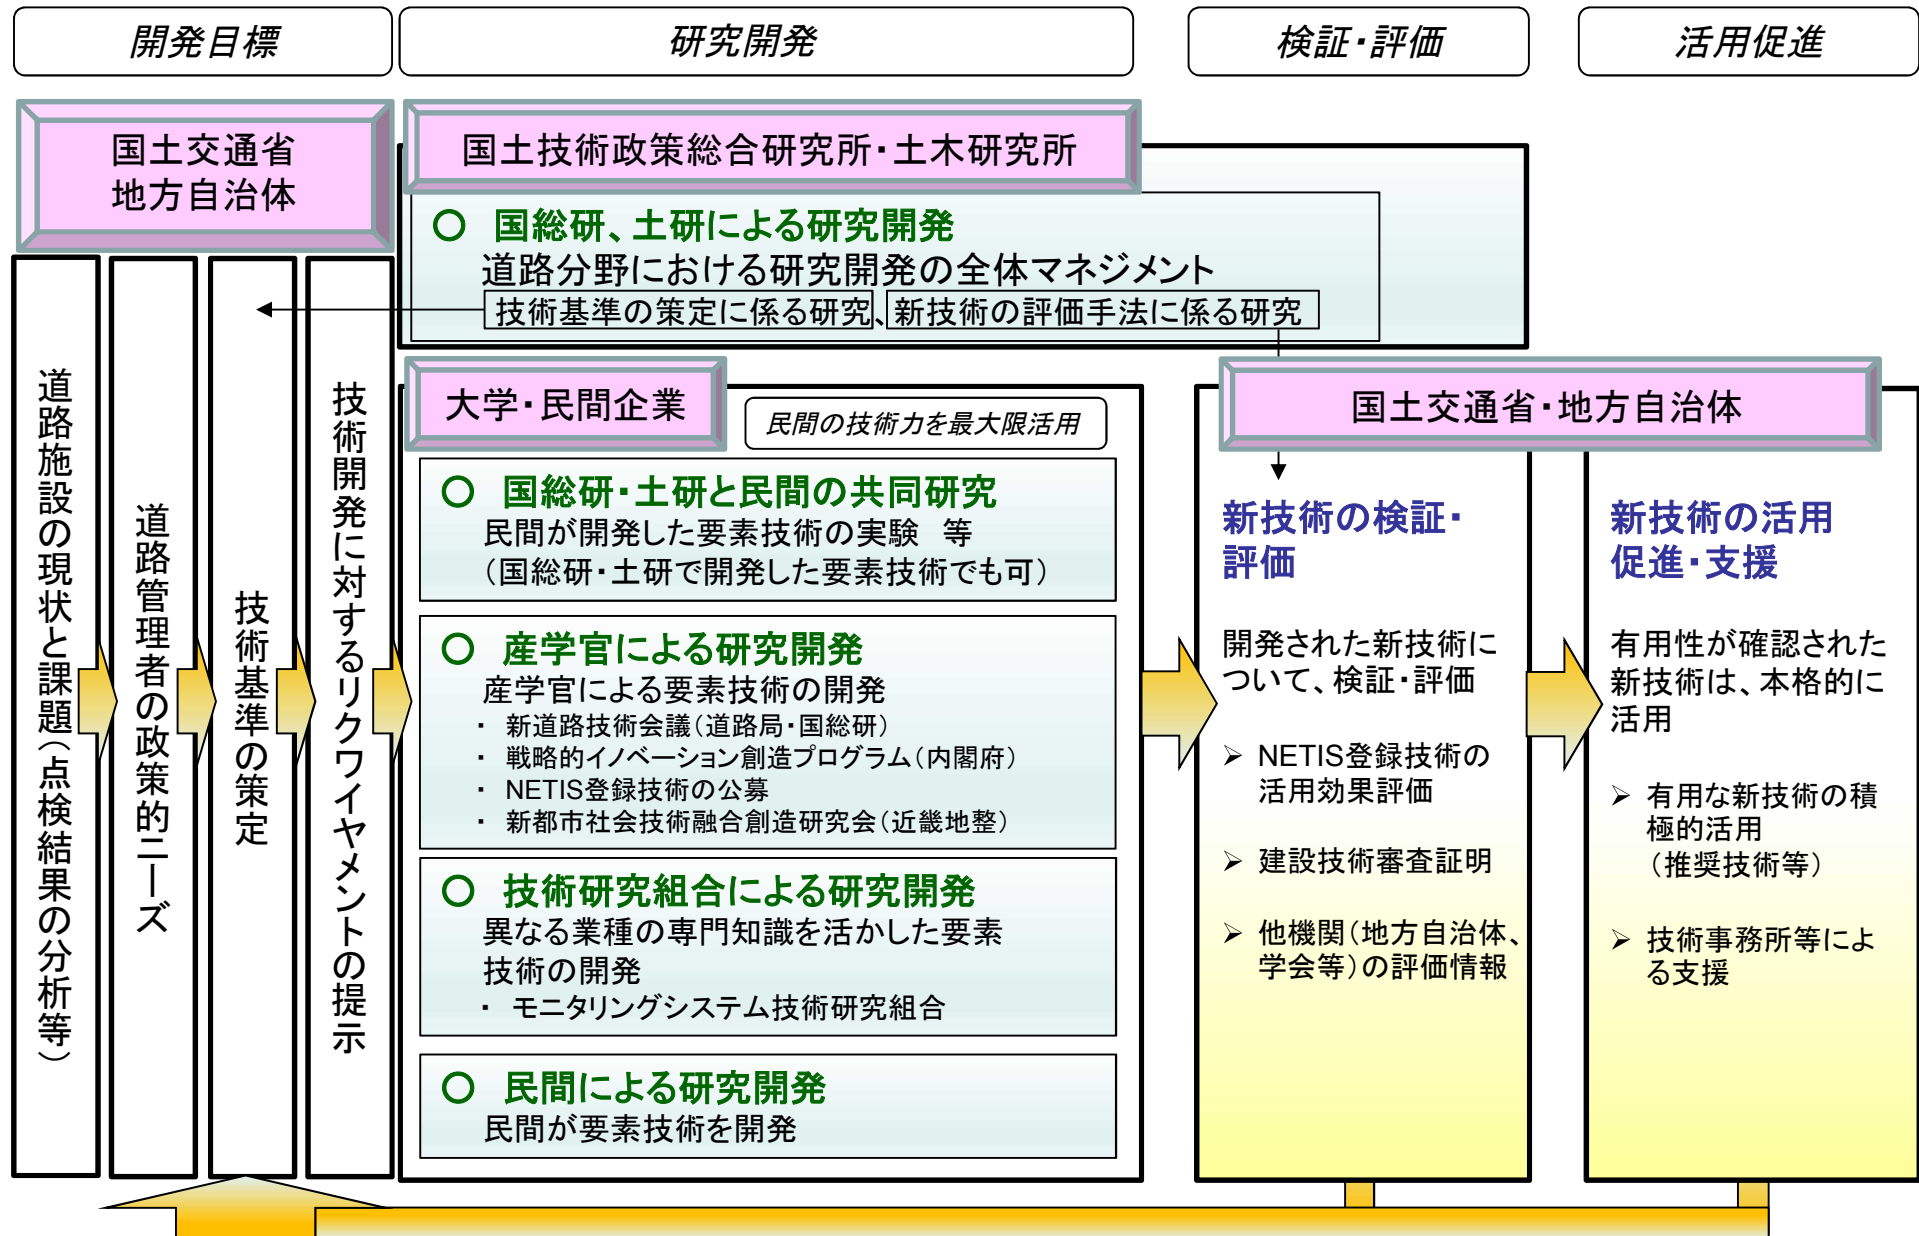 開発目標
研究開発
検証・評価
活用促進
国土交通省
地方自治体
道路施設の現状と課題（点検結果の分析等）
道路管理者の政策的ニーズ
技術基準の策定
技術開発に対するリクワイヤメントの提示
国土技術政策総合研究所・土木研究所
○　国総研、土研による研究開発
道路分野における研究開発の全体マネジメント
技術基準の策定に係る研究、新技術の評価手法に係る研究
大学・民間企業
民間の技術力を最大限活用
○　国総研・土研と民間の共同研究
民間が開発した要素技術の実験　等
（国総研・土研で開発した要素技術でも可）
○　産学官による研究開発
産学官による要素技術の開発
・ 新道路技術会議（道路局・国総研）
・ 戦略的イノベーション創造プログラム（内閣府）
・ NETIS登録技術の公募
・ 新都市社会技術融合創造研究会（近畿地整）
○　技術研究組合による研究開発
異なる業種の専門知識を活かした要素
技術の開発
・ モニタリングシステム技術研究組合
○　民間による研究開発
民間が要素技術を開発
国土交通省・地方自治体
新技術の検証・
評価
開発された新技術に
ついて、検証・評価
➢ NETIS登録技術の
活用効果評価
➢ 建設技術審査証明
➢ 他機関（地方自治体、
学会等）の評価情報
新技術の活用
促進・支援
有用性が確認された
新技術は、本格的に
活用
➢ 有用な新技術の積
極的活用
（推奨技術等）
➢ 技術事務所等によ
る支援